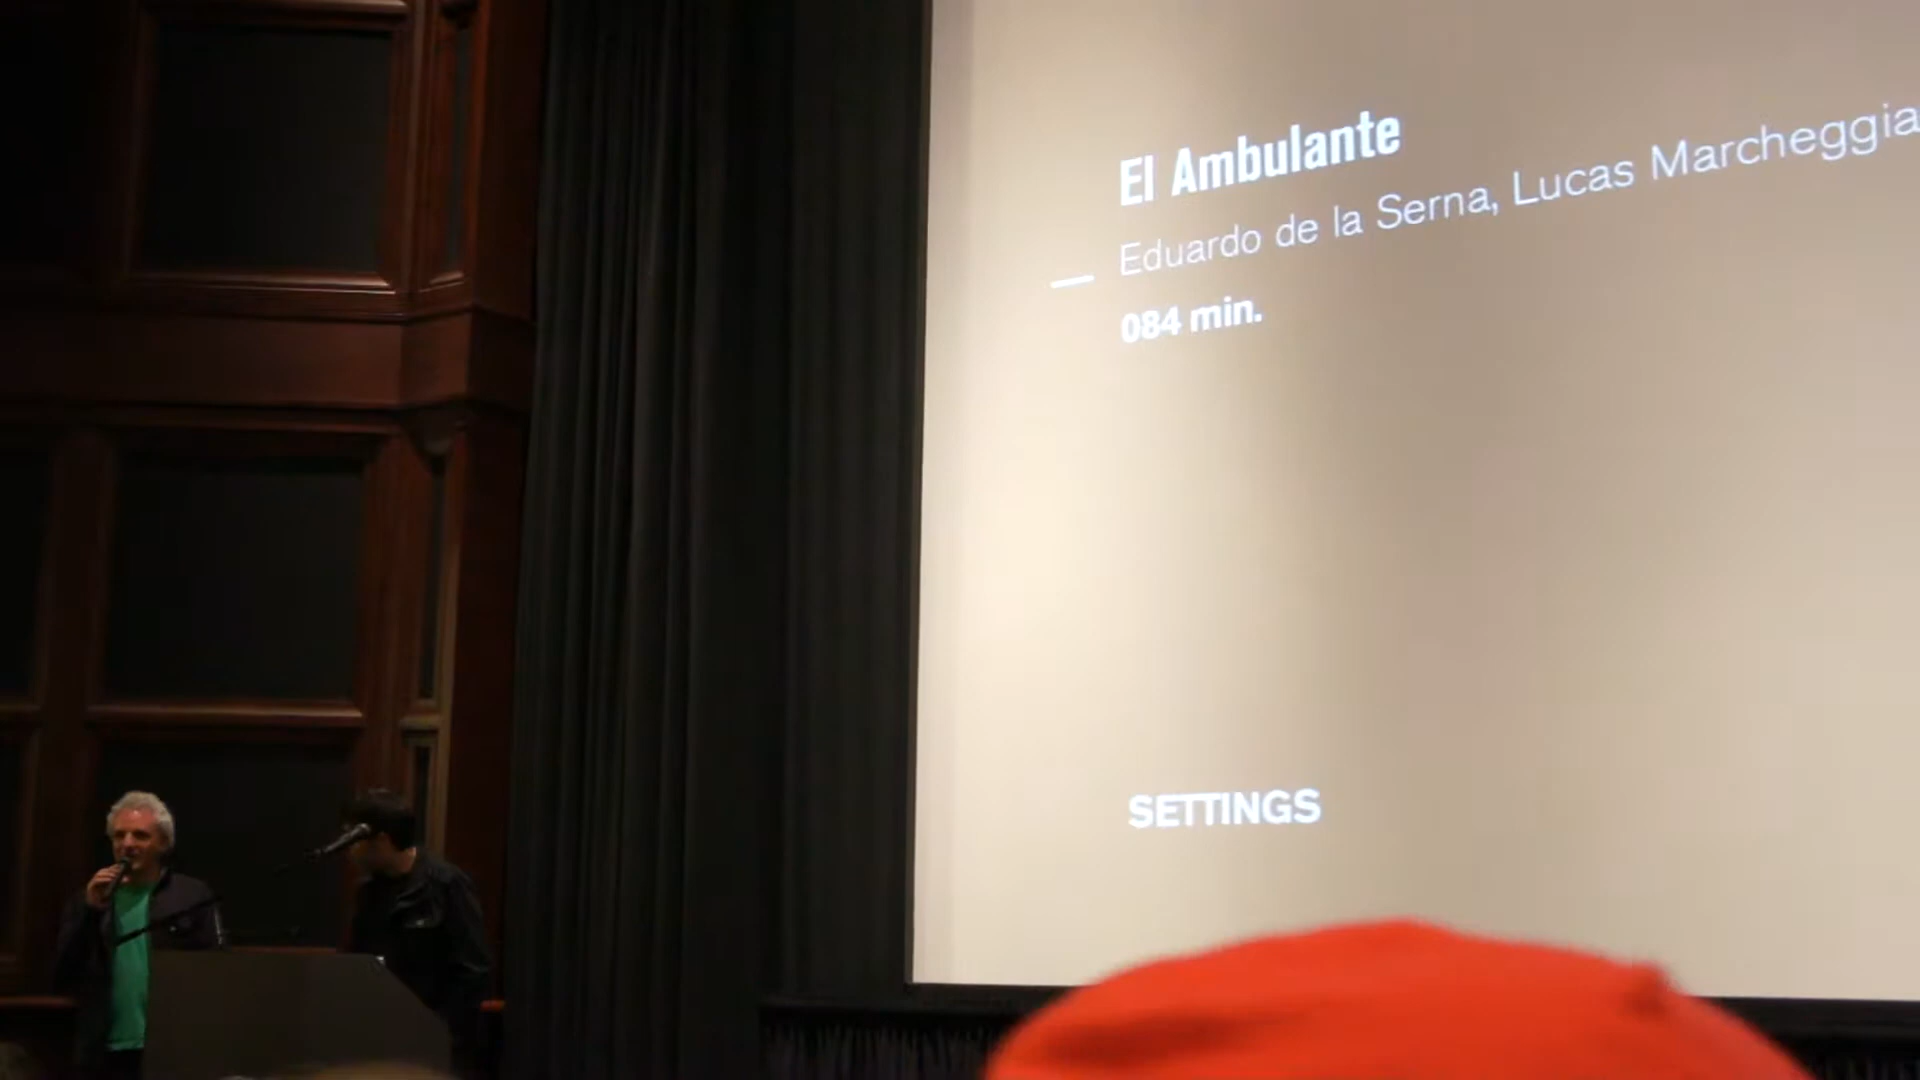 El Ambulante
Eduardo de la Serna, Lucas Marcheggia
084 min.
SETTINGS